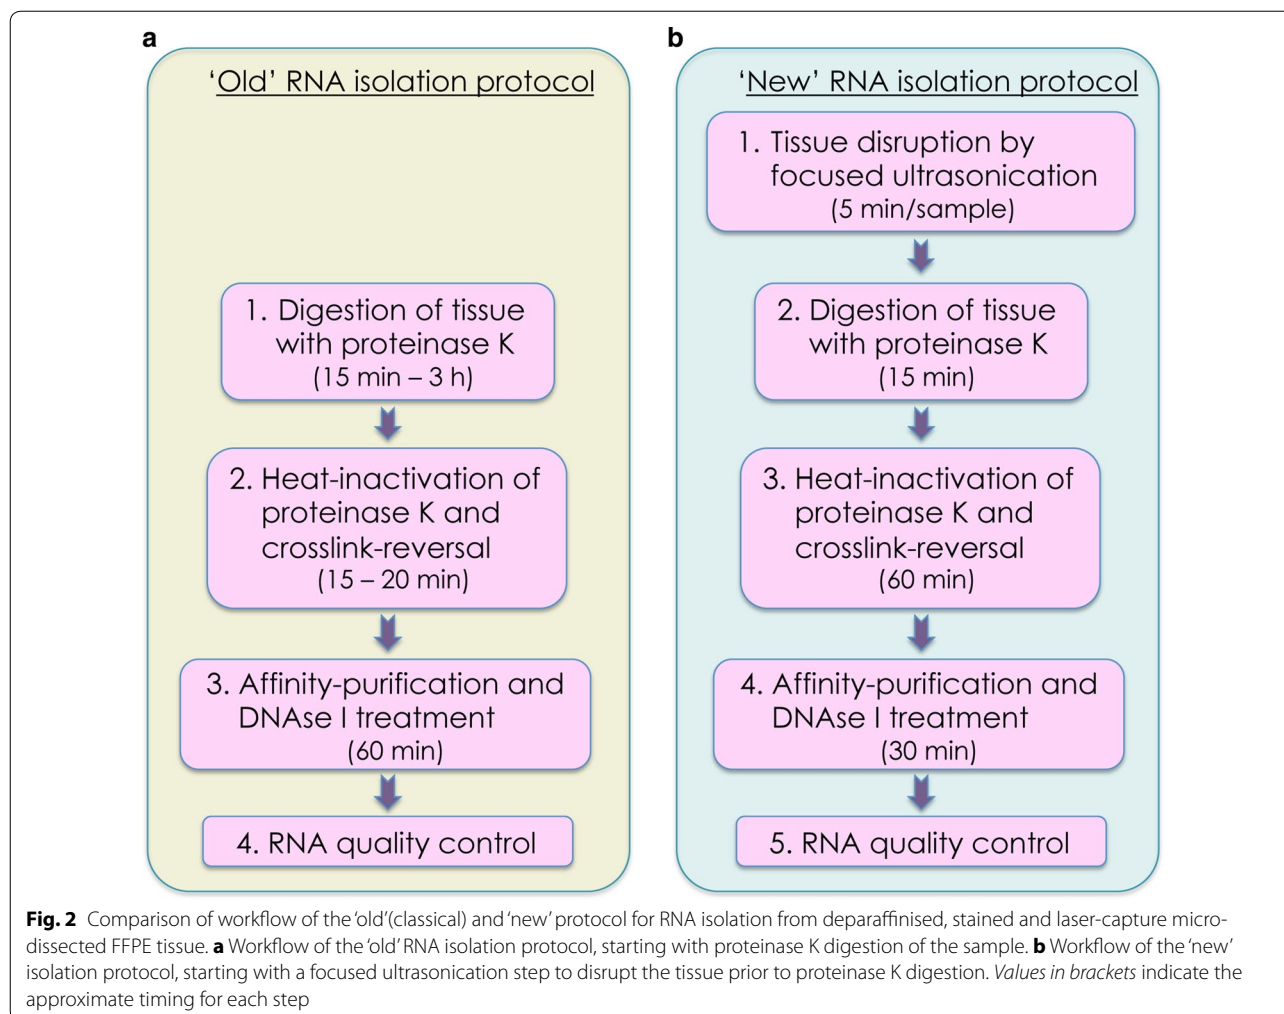 a
'Old' RNA isolation protocol
1. Digestion of tissue
with proteinase K
(15 min – 3 h)
2. Heat-inactivation of
proteinase K and
crosslink-reversal
(15 – 20 min)
3. Affinity-purification and
DNAse I treatment
(60 min)
4. RNA quality control
b
'New' RNA isolation protocol
1. Tissue disruption by
focused ultrasonication
(5 min/sample)
2. Digestion of tissue
with proteinase K
(15 min)
3. Heat-inactivation of
proteinase K and
crosslink-reversal
(60 min)
4. Affinity-purification and
DNAse I treatment
(30 min)
5. RNA quality control
Fig. 2 Comparison of workflow of the 'old'(classical) and 'new' protocol for RNA isolation from deparaffinised, stained and laser-capture micro-
dissected FFPE tissue. a Workflow of the 'old' RNA isolation protocol, starting with proteinase K digestion of the sample. b Workflow of the 'new'
isolation protocol, starting with a focused ultrasonication step to disrupt the tissue prior to proteinase K digestion. Values in brackets indicate the
approximate timing for each step